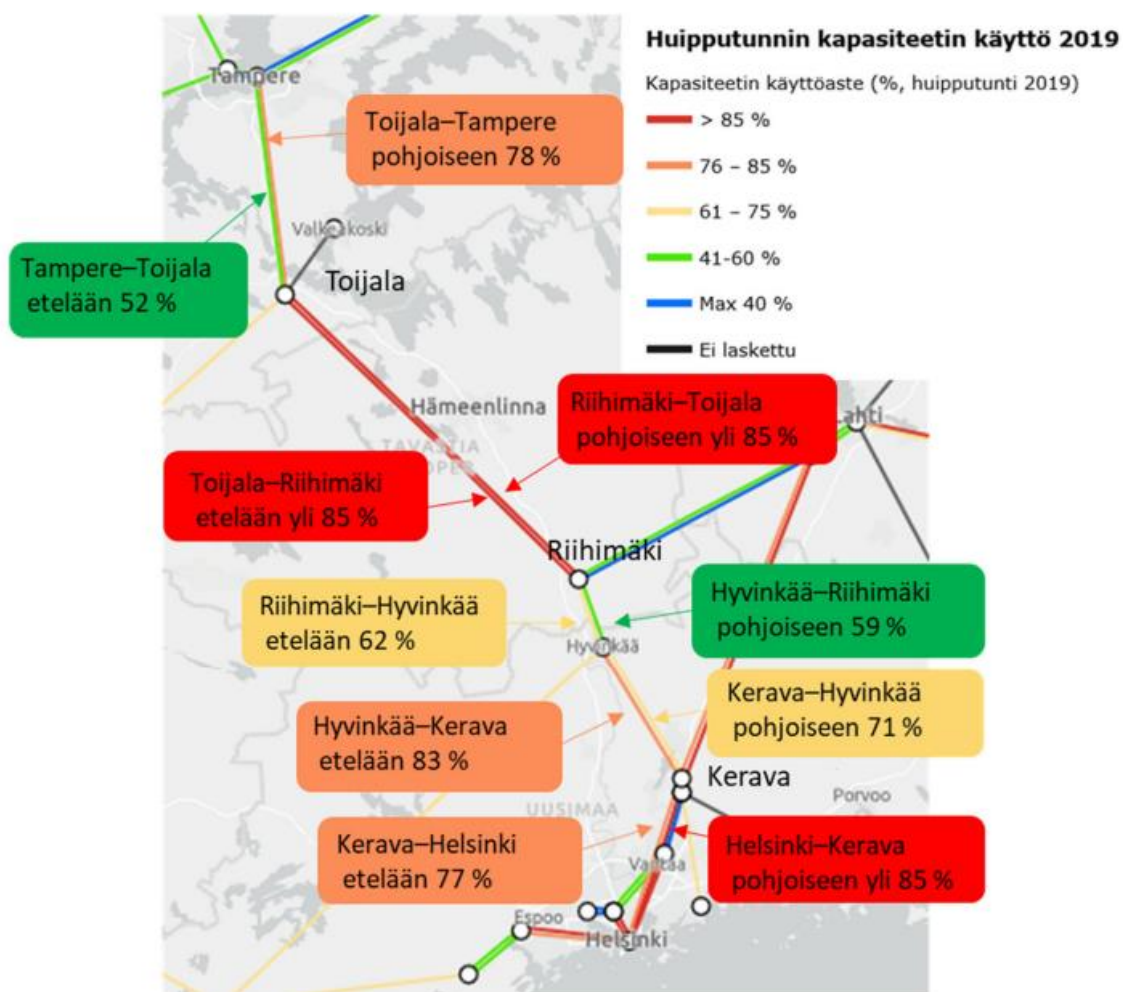 Huipputunnin kapasiteetin käyttö 2019
Kapasiteetin käyttöaste (%, huipputunti 2019)
> 85 %
76 – 85 %
61 – 75 %
41-60 %
Max 40 %
Ei laskettu
Tampere
Toijala–Tampere
pohjoiseen 78 %
Valkeakoski
Tampere–Toijala
etelään 52 %
Toijala
Hämeenlinna
Riihimäki–Toijala
pohjoiseen yli 85 %
TAVASTIA
Toijala–Riihimäki
etelään yli 85 %
Riihimäki
Riihimäki–Hyvinkää
etelään 62 %
Hyvinkää–Riihimäki
pohjoiseen 59 %
Hyvinkää
Kerava–Hyvinkää
pohjoiseen 71 %
Hyvinkää–Kerava
etelään 83 %
Kerava
Porvoo
UUSIMAA
Kerava–Helsinki
etelään 77 %
Vantaa
Helsinki–Kerava
pohjoiseen yli 85 %
Espoo
Helsinki